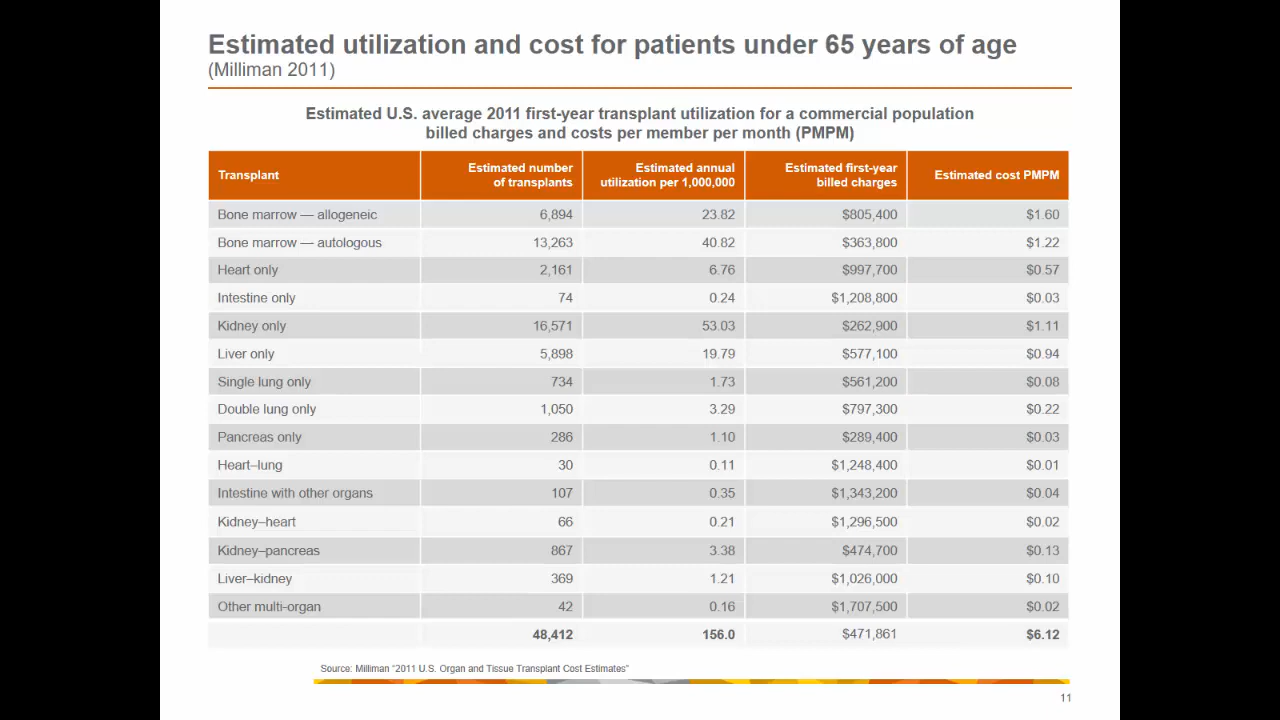 Estimated utilization and cost for patients under 65 years of age
(Milliman 2011)
Estimated U.S. average 2011 first-year transplant utilization for a commercial population
billed charges and costs per member per month (PMPM)
Transplant Estimated number of transplants Estimated annual utilization per 1,000,000 Estimated first-year billed charges Estimated cost PMPM
Bone marrow — allogeneic 6,894 23.82 $805,400 $1.60
Bone marrow — autologous 13,263 40.82 $363,800 $1.22
Heart only 2,161 6.76 $997,700 $0.57
Intestine only 74 0.24 $1,208,800 $0.03
Kidney only 16,571 53.03 $262,900 $1.11
Liver only 5,898 19.79 $577,100 $0.94
Single lung only 734 1.73 $561,200 $0.08
Double lung only 1,050 3.29 $797,300 $0.22
Pancreas only 286 1.10 $289,400 $0.03
Heart–lung 30 0.11 $1,248,400 $0.01
Intestine with other organs 107 0.35 $1,343,200 $0.04
Kidney–heart 66 0.21 $1,296,500 $0.02
Kidney–pancreas 867 3.38 $474,700 $0.13
Liver–kidney 369 1.21 $1,026,000 $0.10
Other multi-organ 42 0.16 $1,707,500 $0.02
48,412 156.0 $471,861 $6.12
Source: Milliman “2011 U.S. Organ and Tissue Transplant Cost Estimates”
11